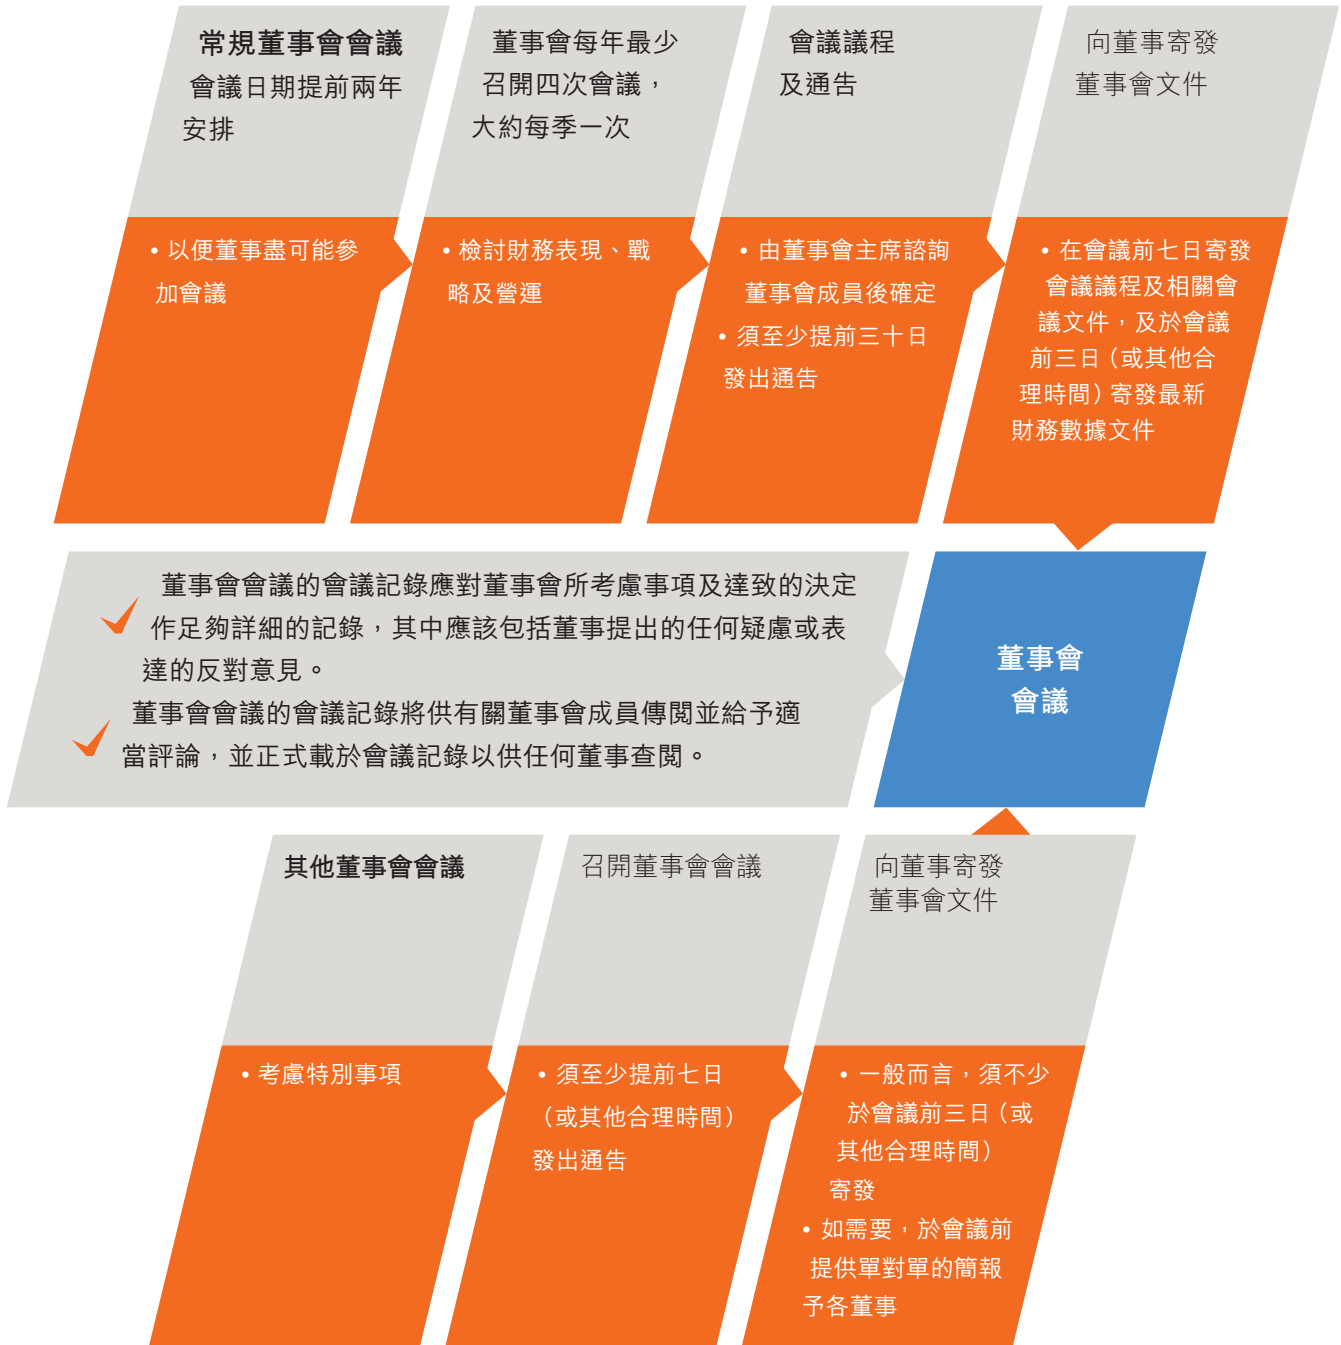 常規董事會會議
會議日期提前兩年
安排
• 以便董事盡可能參
加會議
董事會每年最少
召開四次會議，
大約每季一次
• 檢討財務表現、戰
略及營運
會議議程
及通告
• 由董事會主席諮詢
董事會成員後確定
• 須至少提前三十日
發出通告
向董事寄發
董事會文件
• 在會議前七日寄發
會議議程及相關會
議文件，及於會議
前三日（或其他合
理時間）寄發最新
財務數據文件
董事會會議的會議記錄應對董事會所考慮事項及達致的決定
作足夠詳細的記錄，其中應該包括董事提出的任何疑慮或表
達的反對意見。
董事會會議的會議記錄將供有關董事會成員傳閱並給予適
當評論，並正式載於會議記錄以供任何董事查閱。
董事會
會議
其他董事會會議
• 考慮特別事項
召開董事會會議
• 須至少提前七日
（或其他合理時間）
發出通告
向董事寄發
董事會文件
• 一般而言，須不少
於會議前三日（或
其他合理時間）
寄發
• 如需要，於會議前
提供單對單的簡報
予各董事